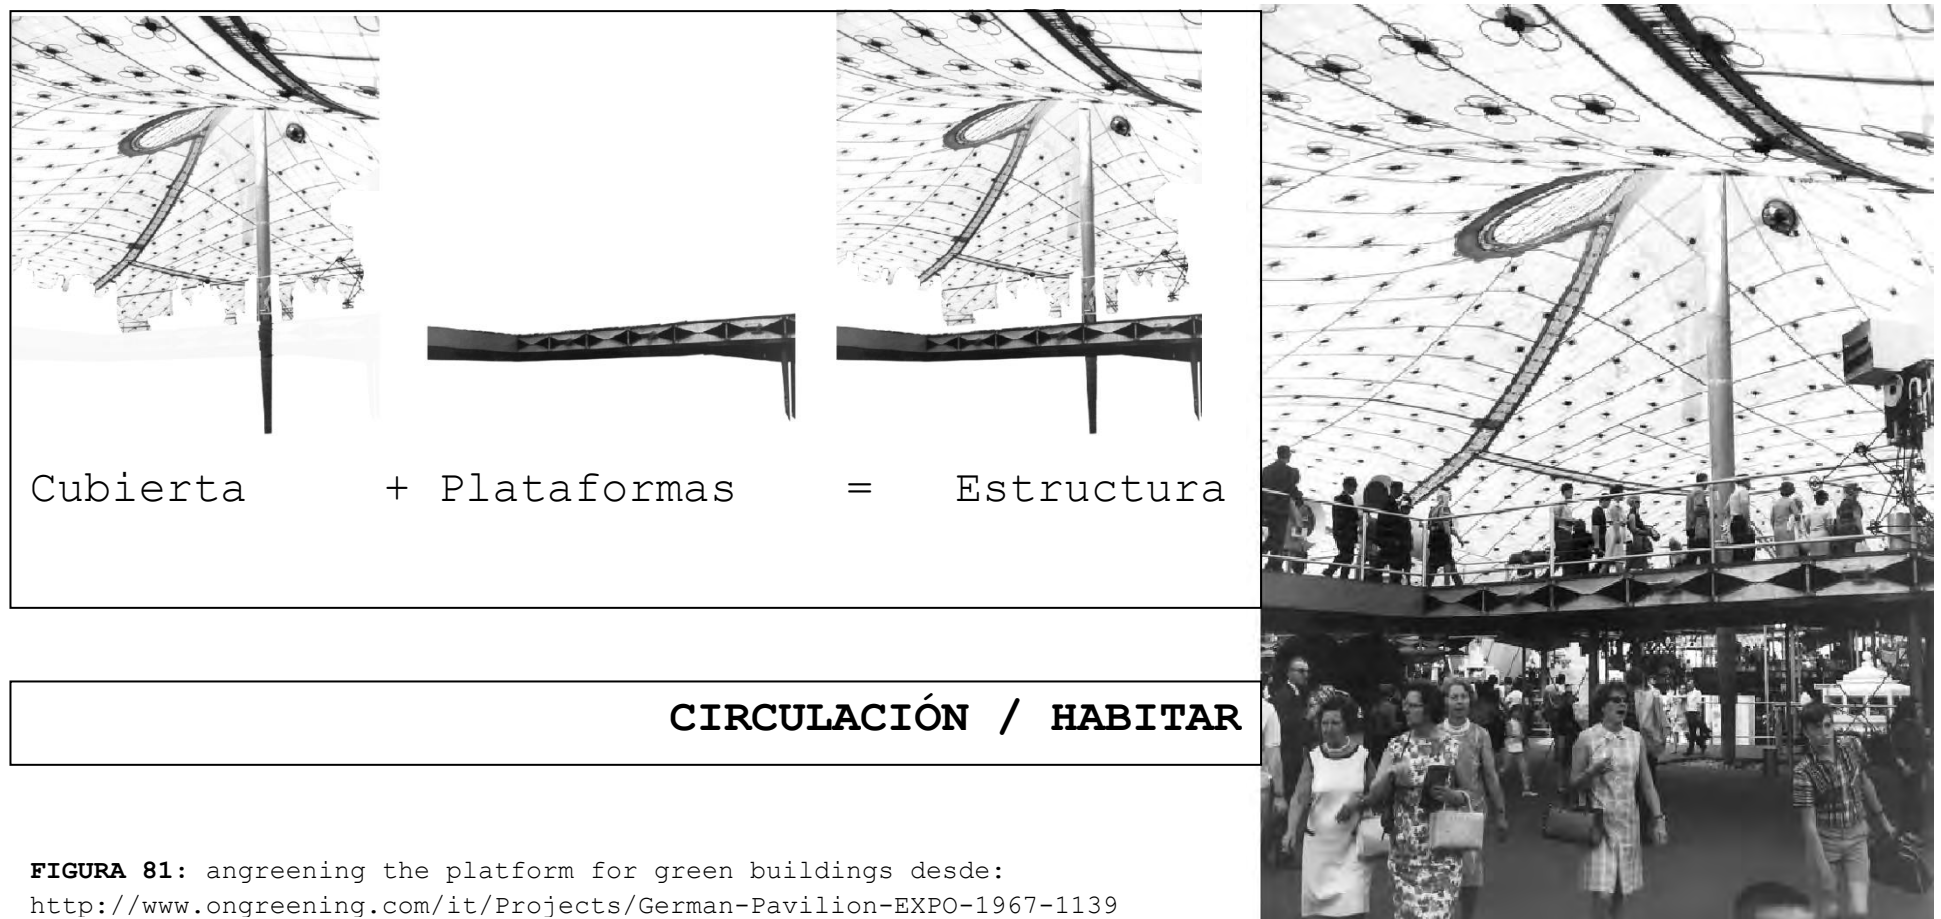 Cubierta + Plataformas = Estructura
CIRCULACIÓN / HABITAR
FIGURA 81: angreening the platform for green buildings desde:
http://www.ongreening.com/it/Projects/German-Pavilion-EXPO-1967-1139